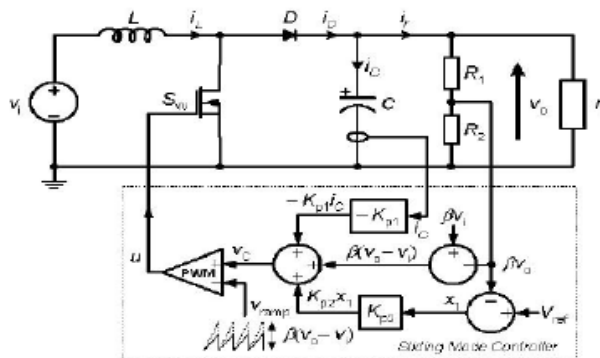 L
i_L
D
i_D
i_r
i_C
R_1
v_i
S_W
C
v_o
r
R_2
−K_p1 i_C
−K_p1
i_C
βv_i
u
v_C
β(v_o−v_i)
βv_o
PWM
v_ramp
K_p2 x_1
K_p2
x_1
V_ref
β(v_o−v_i)
Sliding Mode Controller